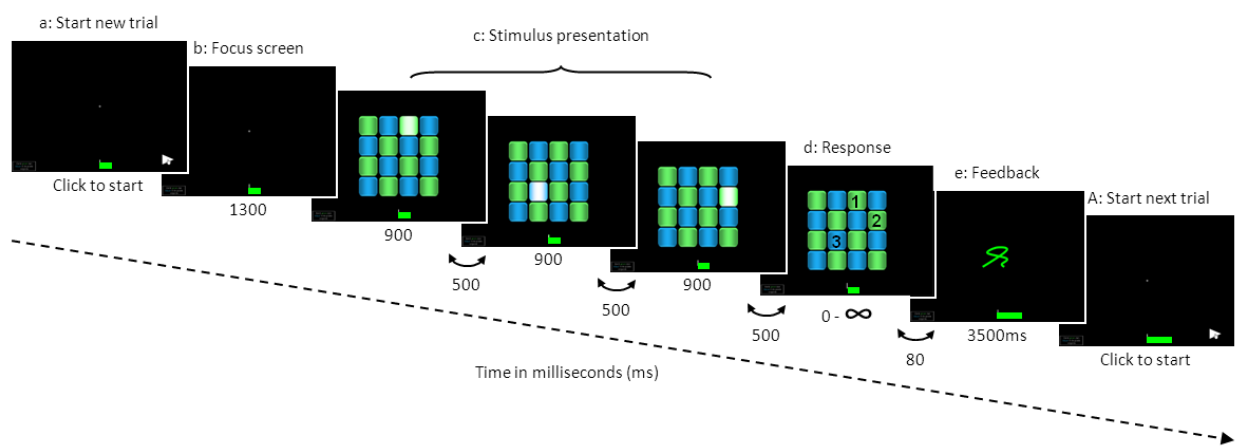 a: Start new trial
b: Focus screen
c: Stimulus presentation
d: Response
e: Feedback
A: Start next trial
1
2
3
Click to start
1300
900
900
900
500
500
500
0 - ∞
80
3500ms
Click to start
Time in milliseconds (ms)